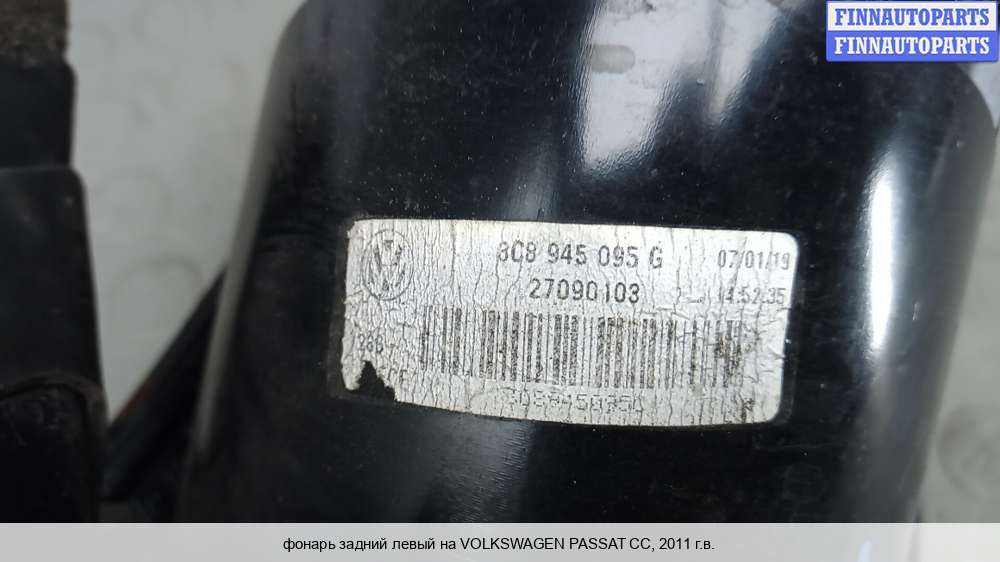 FINNAUTOPARTS
FINNAUTOPARTS
3C8 945 095 G 07/01/19
27090103 14:52:35
фонарь задний левый на VOLKSWAGEN PASSAT CC, 2011 г.в.